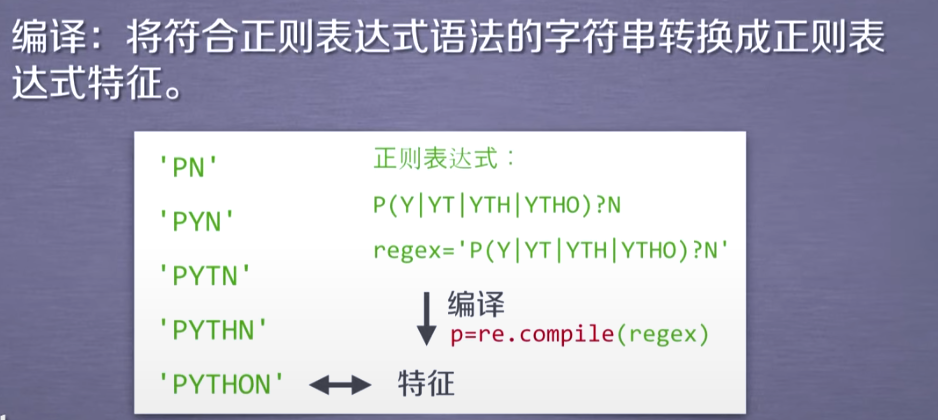 编译：将符合正则表达式语法的字符串转换成正则表
达式特征。
'PN'
'PYN'
'PYTN'
'PYTHN'
'PYTHON'
正则表达式：
P(Y|YT|YTH|YTHO)?N
regex='P(Y|YT|YTH|YTHO)?N'
编译
p=re.compile(regex)
特征